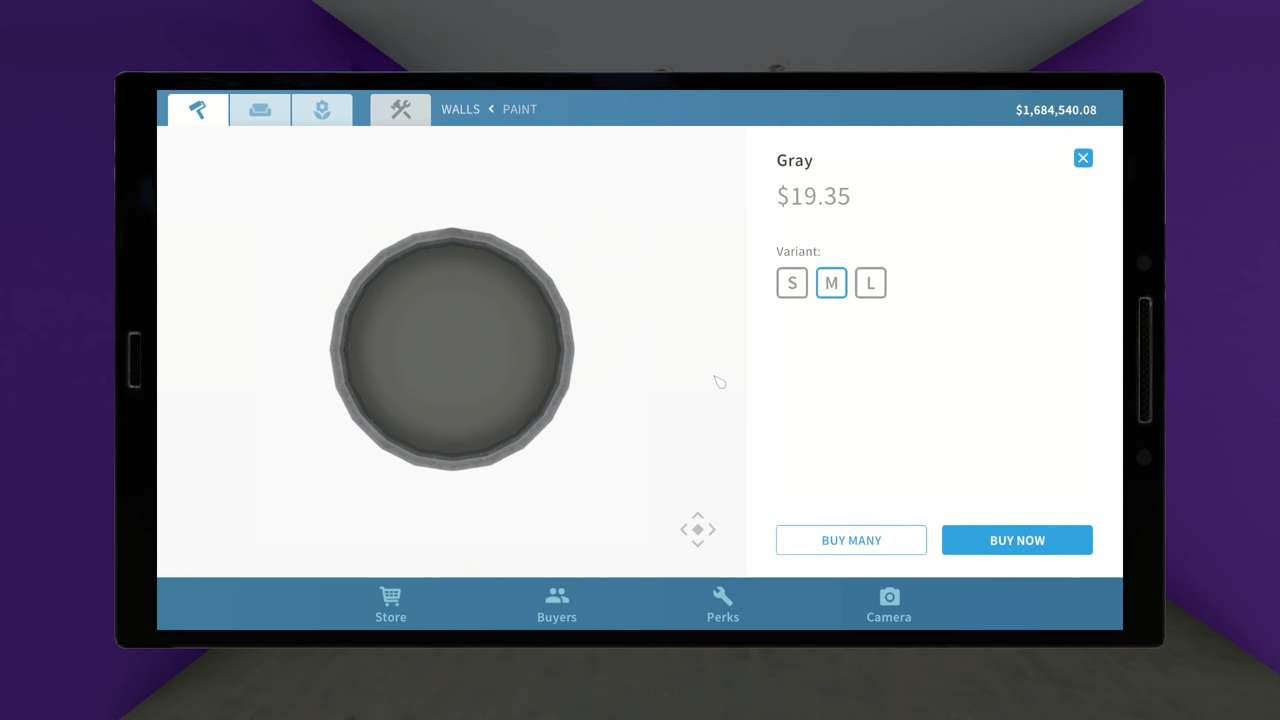 WALLS < PAINT
$1,684,540.08
Gray
$19.35
Variant:
S M L
BUY MANY BUY NOW
Store Buyers Perks Camera